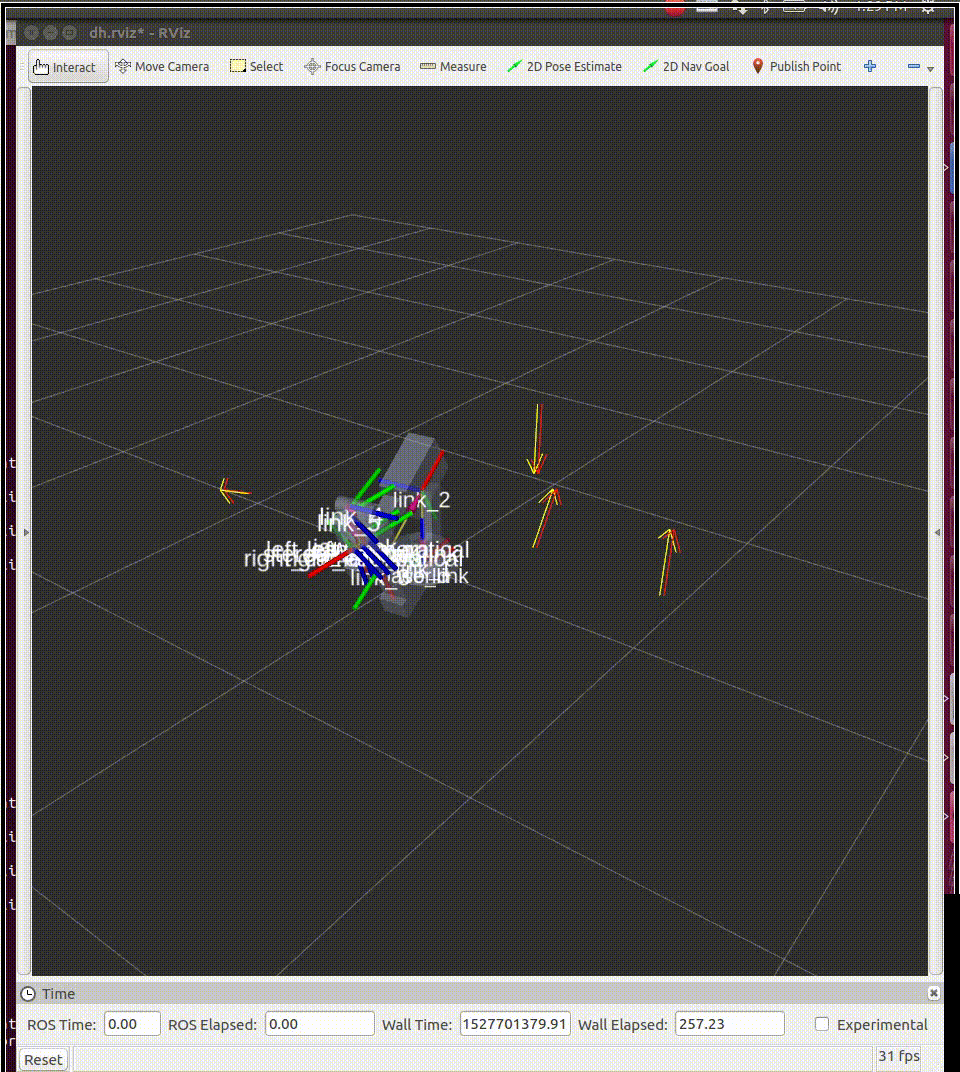 dh.rviz* - RViz
Interact Move Camera Select Focus Camera Measure 2D Pose Estimate 2D Nav Goal Publish Point
link_2
link_5
Time
ROS Time: 0.00 ROS Elapsed: 0.00 Wall Time: 1527701379.91 Wall Elapsed: 257.23 Experimental
Reset 31 fps